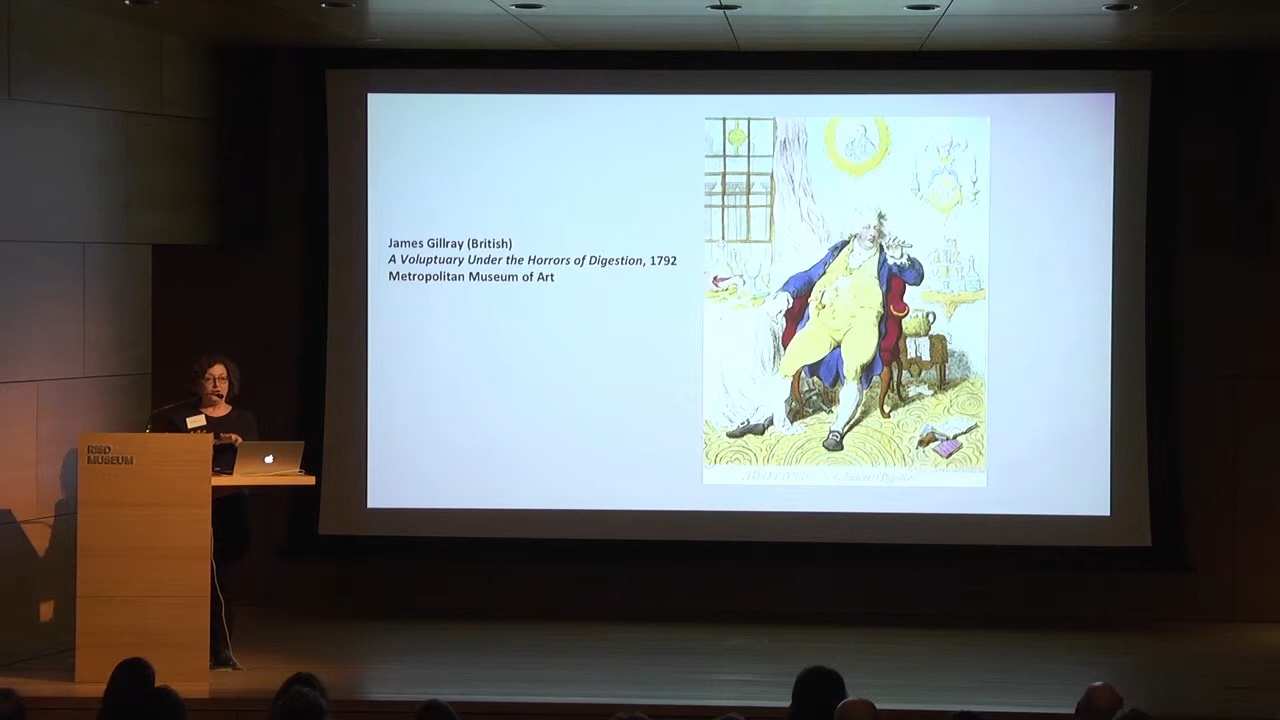 James Gillray (British)
A Voluptuary Under the Horrors of Digestion, 1792
Metropolitan Museum of Art
RISD
MUSEUM